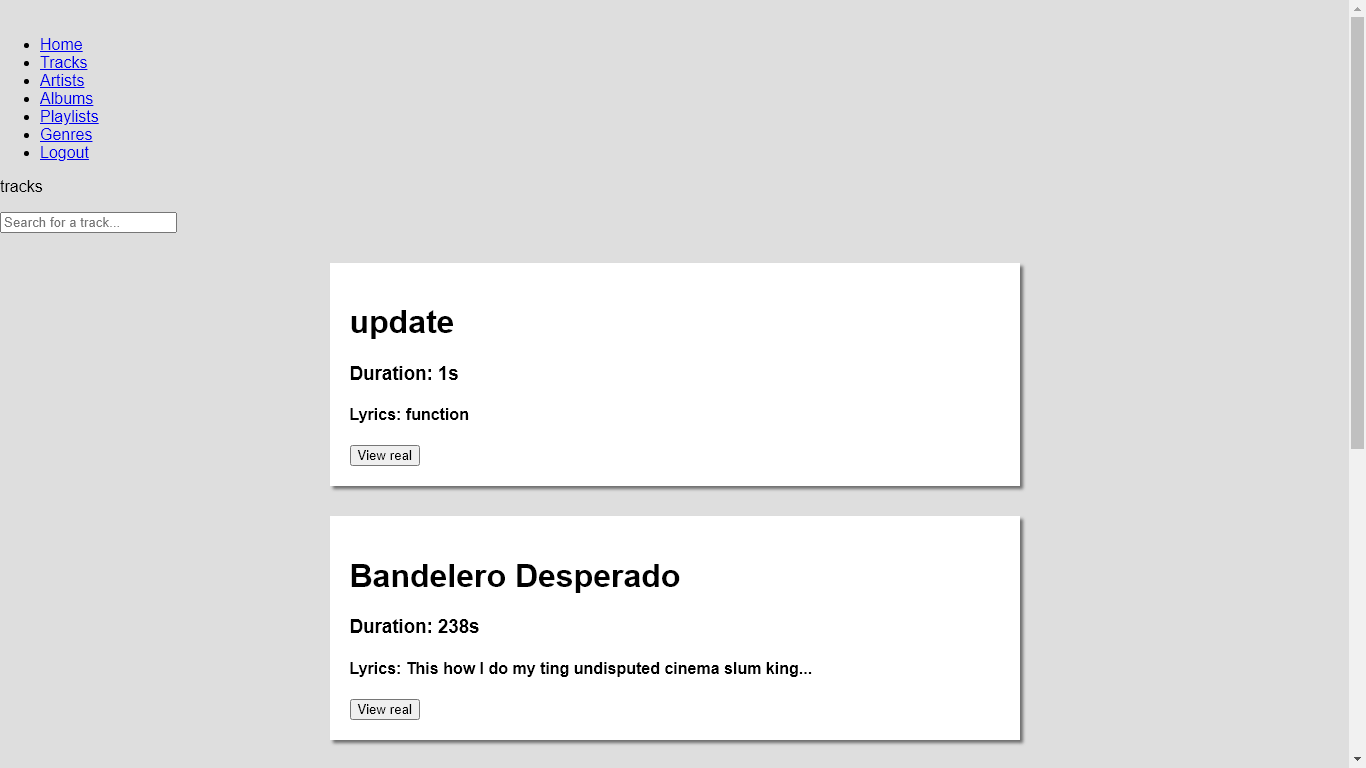 Home
Tracks
Artists
Albums
Playlists
Genres
Logout
tracks
Search for a track...
update
Duration: 1s
Lyrics: function
View real
Bandelero Desperado
Duration: 238s
Lyrics: This how I do my ting undisputed cinema slum king...
View real